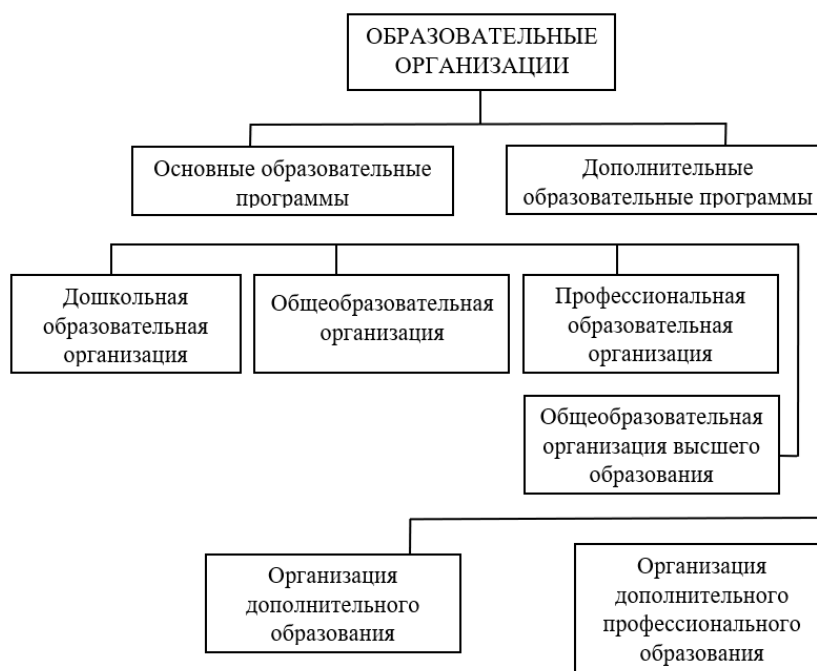 ОБРАЗОВАТЕЛЬНЫЕ
ОРГАНИЗАЦИИ
Основные образовательные
программы
Дополнительные
образовательные программы
Дошкольная
образовательная
организация
Общеобразовательная
организация
Профессиональная
образовательная
организация
Общеобразовательная
организация высшего
образования
Организация
дополнительного
образования
Организация
дополнительного
профессионального
образования